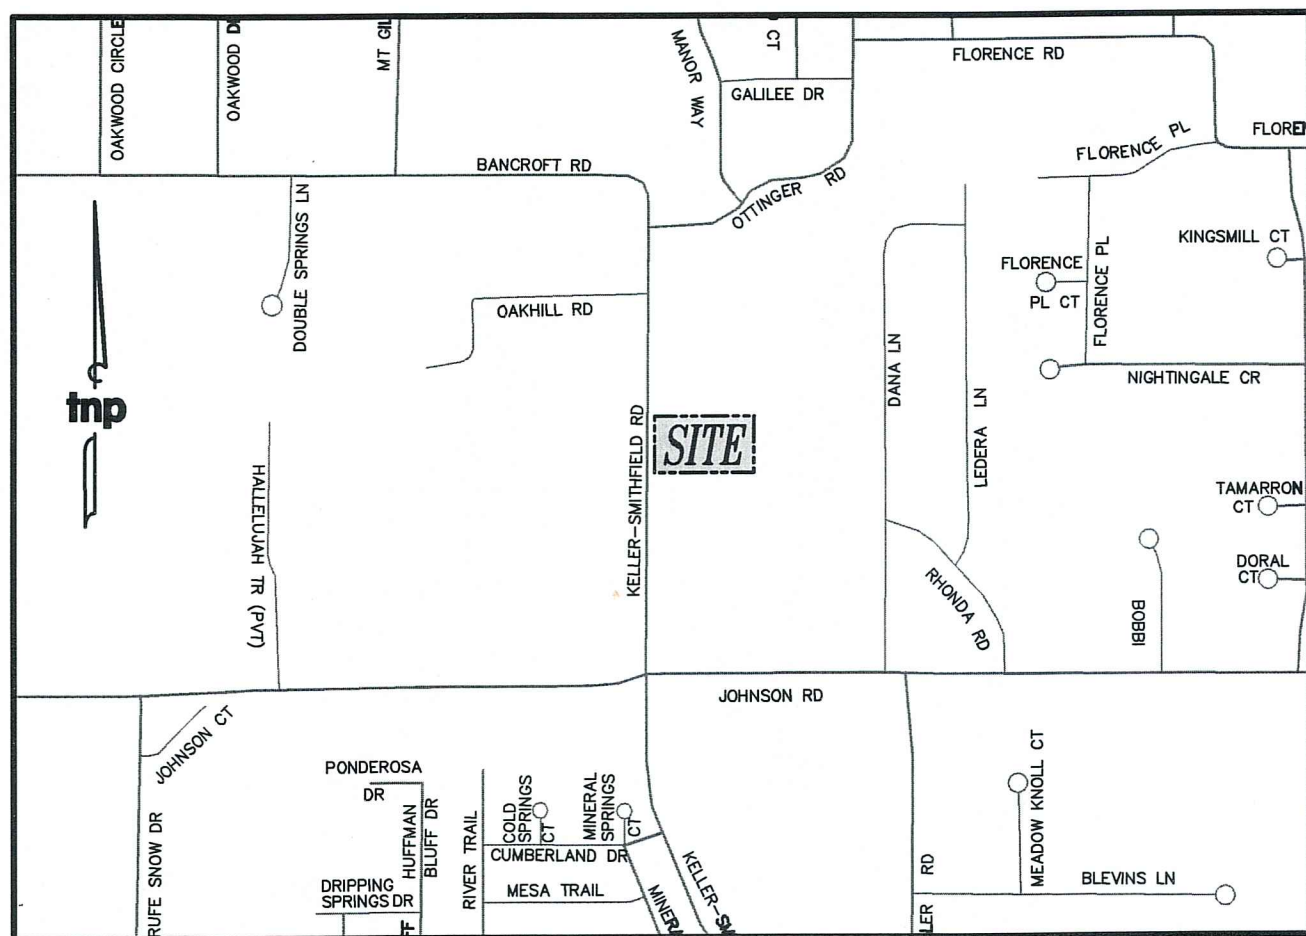 OAKWOOD CIRCLE
OAKWOOD
MT
MANOR WAY
CT
GALILEE DR
FLORENCE RD
FLORENCE PL
BANCROFT RD
OTTINGER RD
DOUBLE SPRINGS LN
OAKHILL RD
KINGSMILL CT
FLORENCE
PL CT
FLORENCE PL
tnp
DANA LN
LEDERA LN
NIGHTINGALE CR
KELLER-SMITHFIELD RD
SITE
HALLELUJAH TR (PVT)
TAMARRON
CT
DORAL
CT
RHONDA RD
BOBBI
JOHNSON RD
JOHNSON CT
RUFE SNOW DR
PONDEROSA
DR
HUFFMAN
BLUFF DR
RIVER TRAIL
COLD
SPRINGS
CT
MINERAL
SPRINGS
CT
CUMBERLAND DR
MESA TRAIL
DRIPPING
SPRINGS DR
KELLER-
RD
MEADOW KNOLL CT
BLEVINS LN